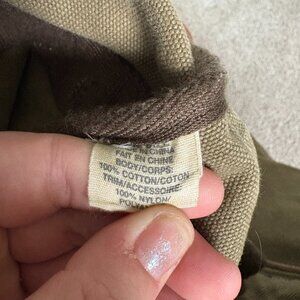 IN CHINA
FAIT EN CHINE
BODY/CORPS:
100% COTTON/COTON
TRIM/ACCESSOIRE:
100% NYLON/